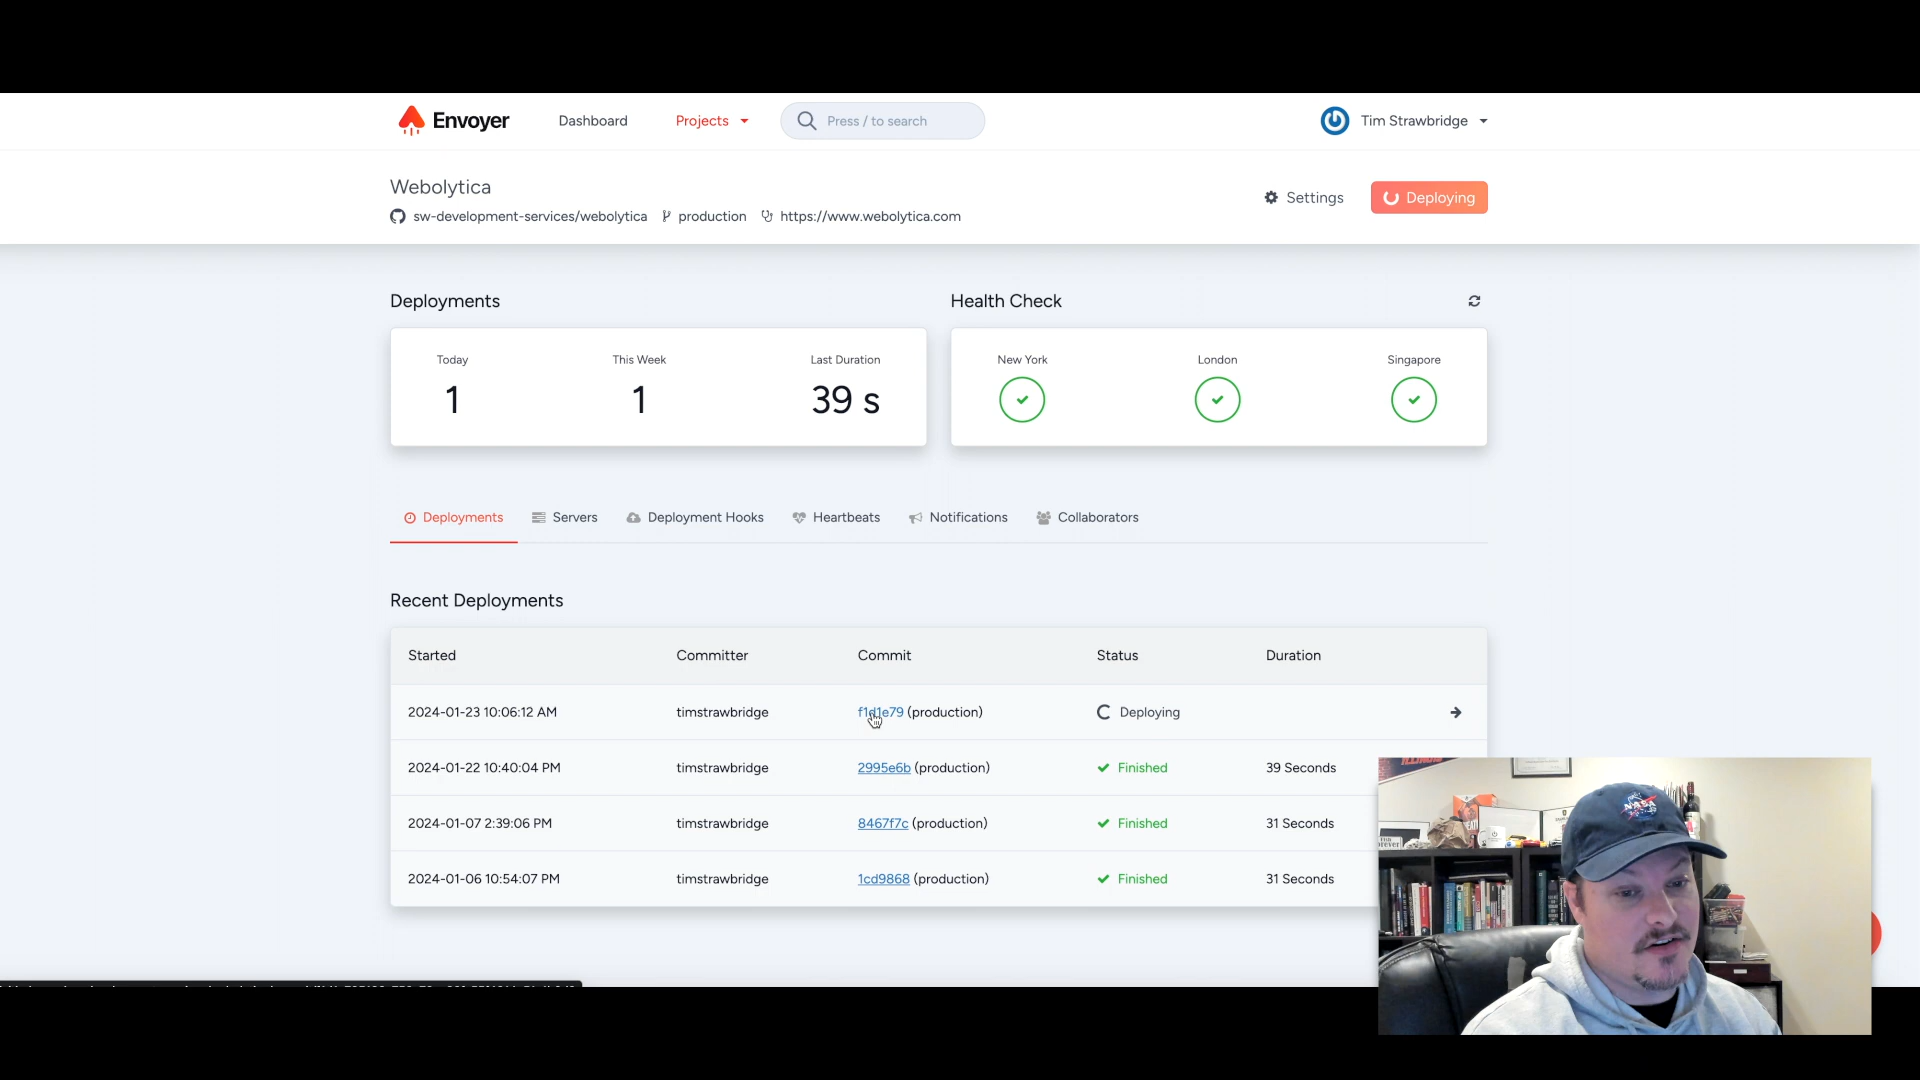 Envoyer Dashboard Projects Press / to search Tim Strawbridge
Webolytica
sw-development-services/webolytica production https://www.webolytica.com
Settings Deploying
Deployments Health Check
Today This Week Last Duration New York London Singapore
1 1 39 s
Deployments Servers Deployment Hooks Heartbeats Notifications Collaborators
Recent Deployments
Started Committer Commit Status Duration
2024-01-23 10:06:12 AM timstrawbridge f1d1e79 (production) Deploying
2024-01-22 10:40:04 PM timstrawbridge 2995e6b (production) Finished 39 Seconds
2024-01-07 2:39:06 PM timstrawbridge 8467f7c (production) Finished 31 Seconds
2024-01-06 10:54:07 PM timstrawbridge 1cd9868 (production) Finished 31 Seconds
NASA